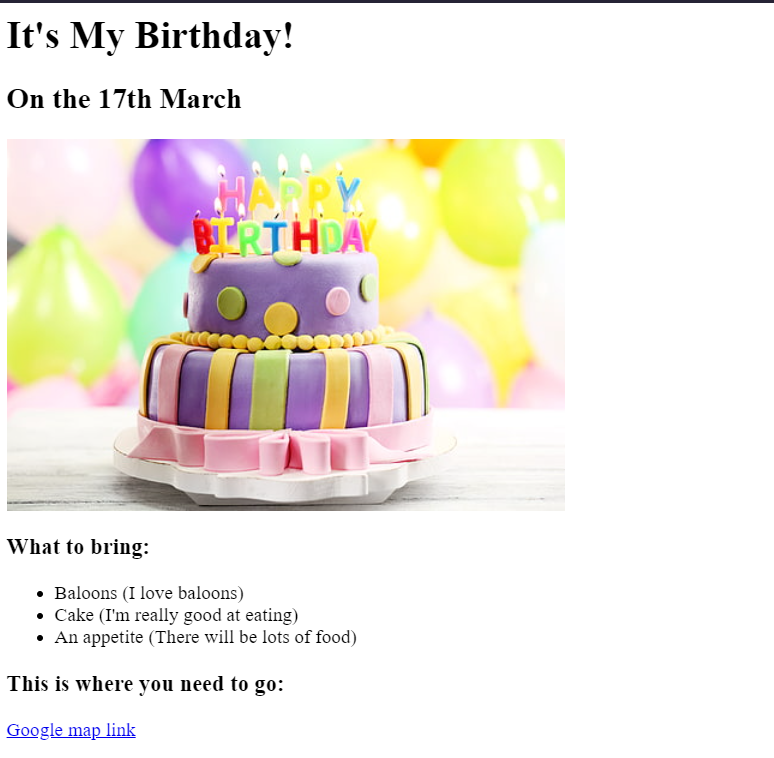 It's My Birthday!
On the 17th March
HAPPY
BIRTHDAY
What to bring:
Baloons (I love baloons)
Cake (I'm really good at eating)
An appetite (There will be lots of food)
This is where you need to go:
Google map link